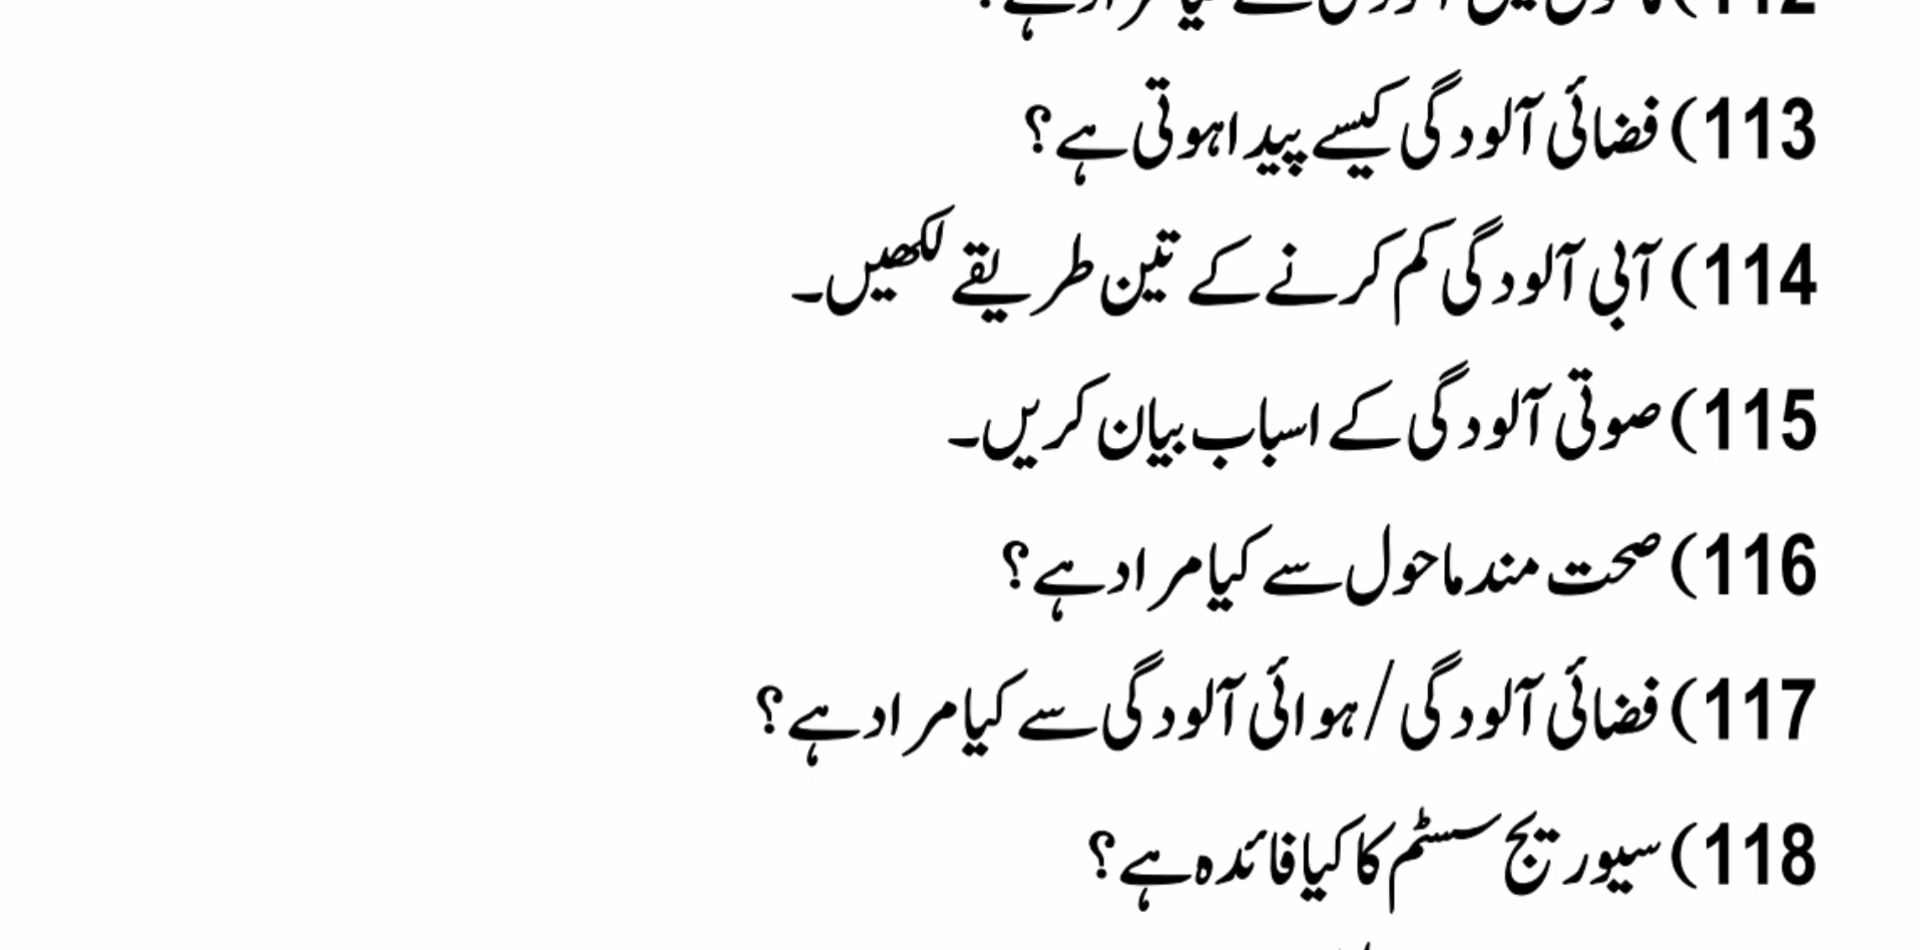 112)
113) فضائی آلودگی کیسے پیدا ہوتی ہے؟
114) آبی آلودگی کم کرنے کے تین طریقے لکھیں۔
115) صوتی آلودگی کے اسباب بیان کریں۔
116) صحت مند ماحول سے کیا مراد ہے؟
117) فضائی آلودگی/ہوائی آلودگی سے کیا مراد ہے؟
118) سیوریج سسٹم کا کیا فائدہ ہے؟